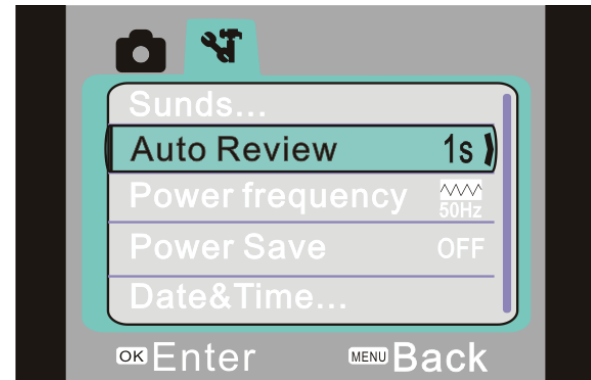 Sunds...
Auto Review 1s
Power frequency 50Hz
Power Save OFF
Date&Time...
OK Enter MENU Back